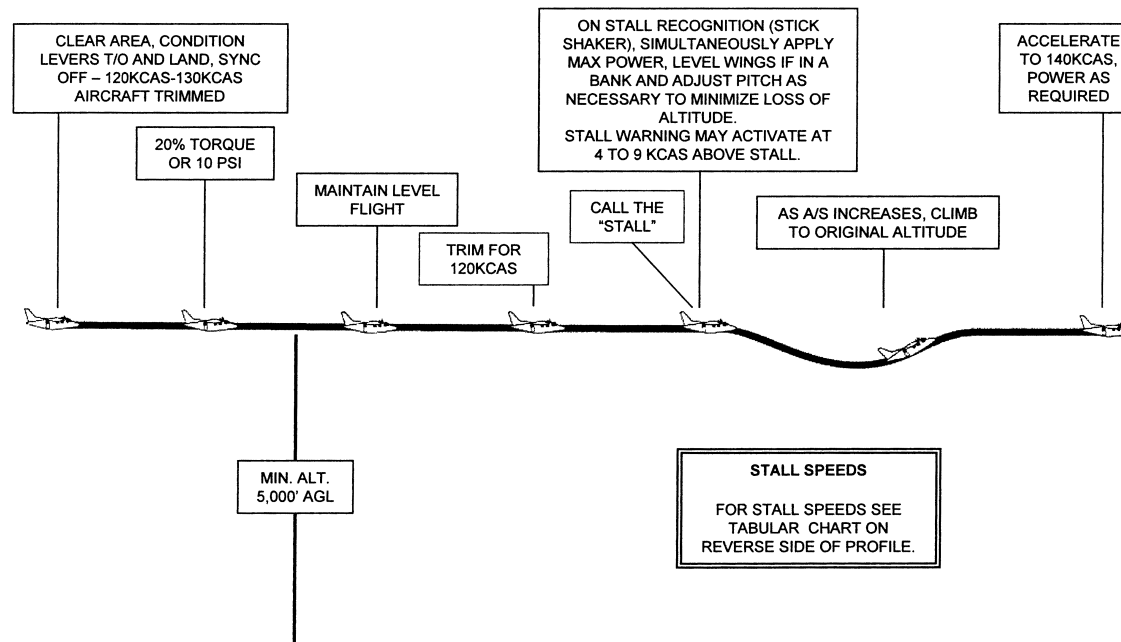 CLEAR AREA, CONDITION
LEVERS T/O AND LAND, SYNC
OFF – 120KCAS-130KCAS
AIRCRAFT TRIMMED
20% TORQUE
OR 10 PSI
MAINTAIN LEVEL
FLIGHT
TRIM FOR
120KCAS
CALL THE
“STALL”
ON STALL RECOGNITION (STICK
SHAKER), SIMULTANEOUSLY APPLY
MAX POWER, LEVEL WINGS IF IN A
BANK AND ADJUST PITCH AS
NECESSARY TO MINIMIZE LOSS OF
ALTITUDE.
STALL WARNING MAY ACTIVATE AT
4 TO 9 KCAS ABOVE STALL.
AS A/S INCREASES, CLIMB
TO ORIGINAL ALTITUDE
ACCELERATE
TO 140KCAS,
POWER AS
REQUIRED
MIN. ALT.
5,000’ AGL
STALL SPEEDS
FOR STALL SPEEDS SEE
TABULAR CHART ON
REVERSE SIDE OF PROFILE.